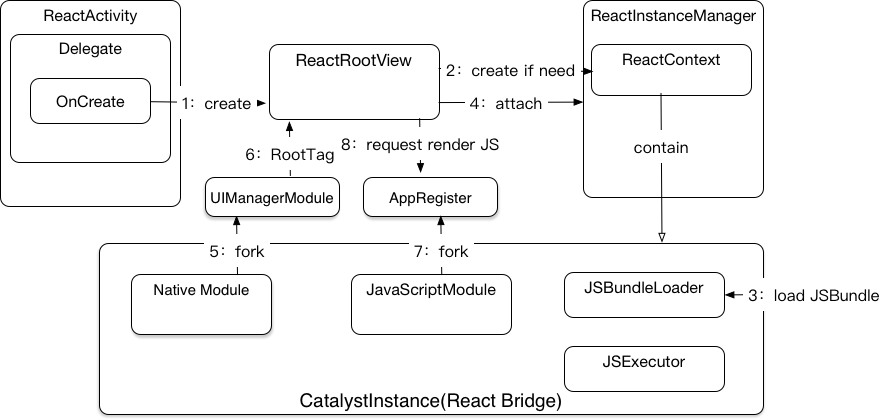 ReactActivity
Delegate
OnCreate
1：create
ReactRootView
2：create if need
4：attach
ReactInstanceManager
ReactContext
contain
6：RootTag
8：request render JS
UIManagerModule
AppRegister
5：fork
7：fork
Native Module
JavaScriptModule
JSBundleLoader
3：load JSBundle
JSExecutor
CatalystInstance(React Bridge)